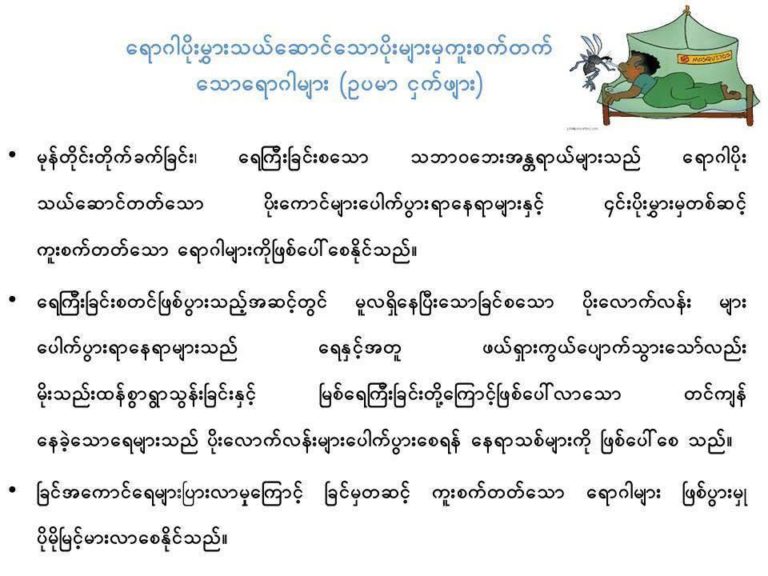 ရောဂါပိုးမွှားသယ်ဆောင်သောပိုးများမှကူးစက်တက်
သောရောဂါများ (ဥပမာ ငှက်ဖျား)
MOSQUITOS
• မုန်တိုင်းတိုက်ခက်ခြင်း၊ ရေကြီးခြင်းစသော သဘာဝဘေးအန္တရာယ်များသည် ရောဂါပိုး
သယ်ဆောင်တတ်သော ပိုးကောင်များပေါက်ပွားရာနေရာများနှင့် ၄င်းပိုးမွှားမှတစ်ဆင့်
ကူးစက်တတ်သော ရောဂါများကိုဖြစ်ပေါ်စေနိုင်သည်။
• ရေကြီးခြင်းစတင်ဖြစ်ပွားသည့်အဆင့်တွင် မူလရှိနေပြီးသောခြင်စသော ပိုးလောက်လန်း များ
ပေါက်ပွားရာနေရာများသည် ရေနှင့်အတူ ဖယ်ရှားကွယ်ပျောက်သွားသော်လည်း
မိုးသည်းထန်စွာရွာသွန်းခြင်းနှင့် မြစ်ရေကြီးခြင်းတို့ကြောင့်ဖြစ်ပေါ်လာသော တင်ကျန်
နေခဲ့သောရေများသည် ပိုးလောက်လန်းများပေါက်ပွားစေရန် နေရာသစ်များကို ဖြစ်ပေါ်စေ သည်။
• ခြင်အကောင်ရေများပြားလာမှုကြောင့် ခြင်မှတဆင့် ကူးစက်တတ်သော ရောဂါများ ဖြစ်ပွားမှု
ပိုမိုမြင့်မားလာစေနိုင်သည်။